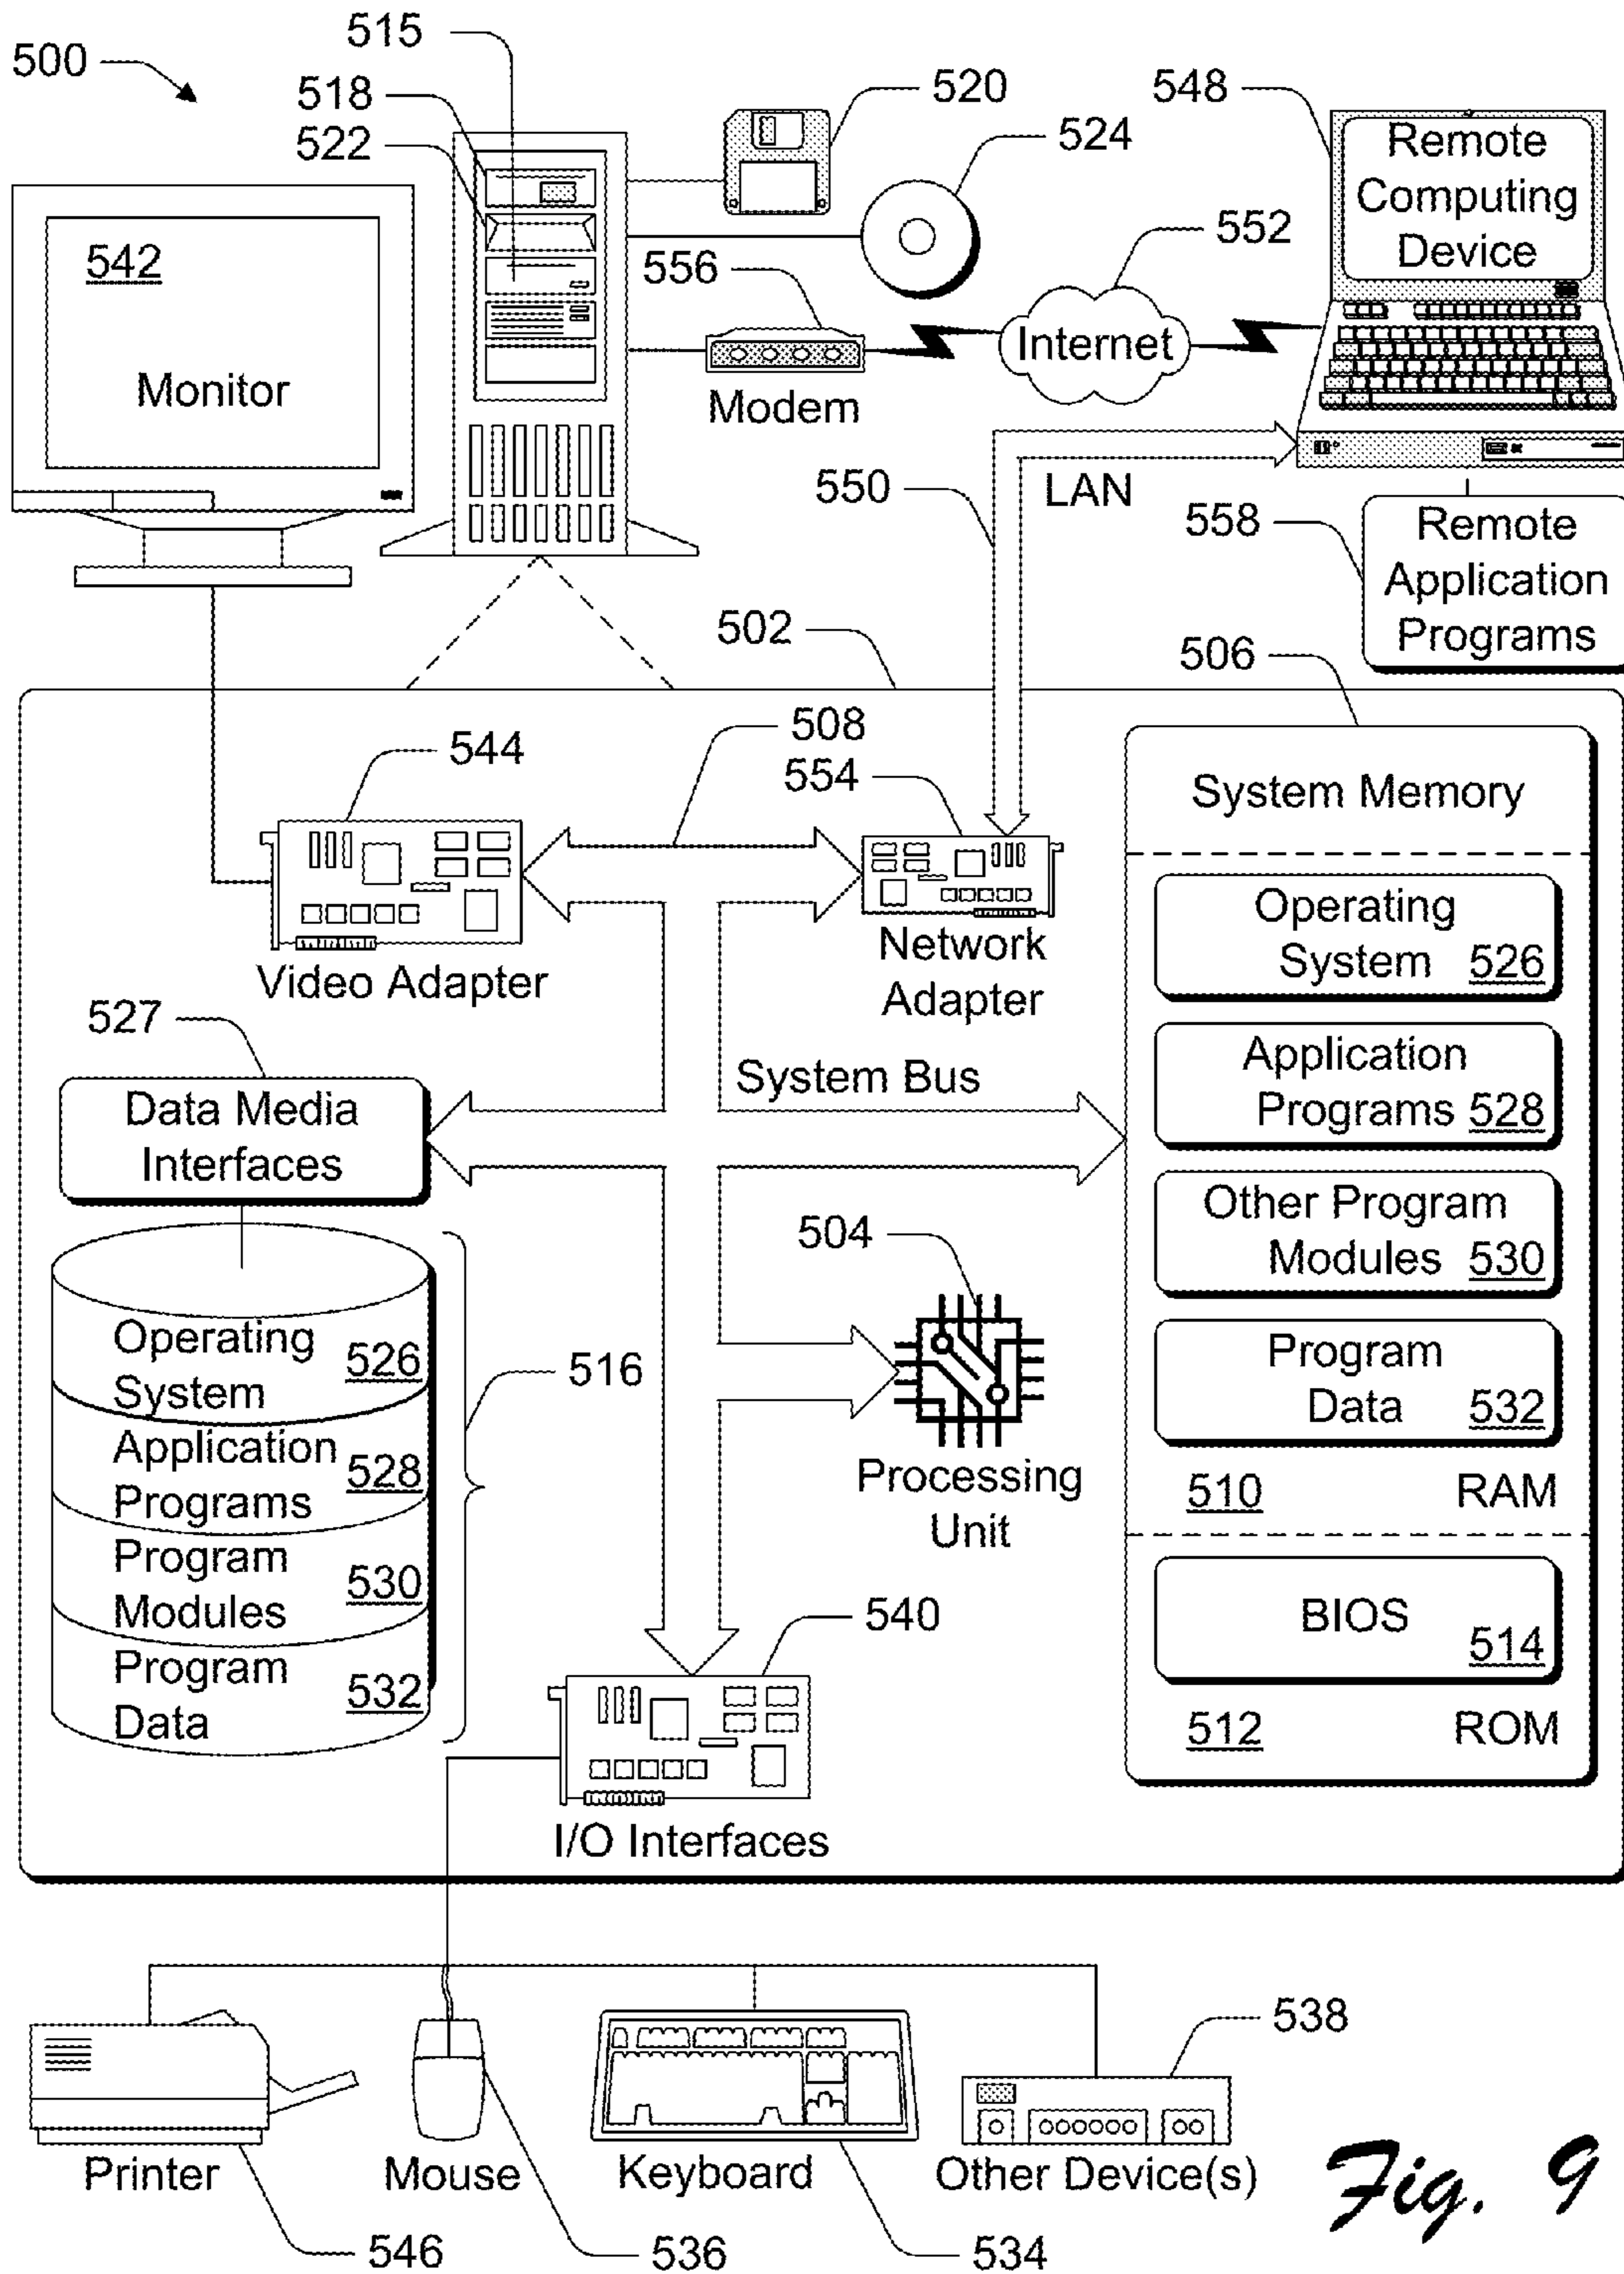 500
515
518
522
520
524
548
Remote
Computing
Device
542
Monitor
556
Modem
552
Internet
550
LAN
558
Remote
Application
Programs
502
506
544
508
554
Video Adapter
Network
Adapter
System Memory
Operating
System 526
Application
Programs 528
Other Program
Modules 530
Program
Data 532
510 RAM
BIOS
514
512 ROM
527
Data Media
Interfaces
System Bus
504
Processing
Unit
Operating
System 526
Application
Programs 528
Program
Modules 530
Program
Data 532
516
540
I/O Interfaces
538
Printer
Mouse
Keyboard
Other Device(s)
546
536
534
Fig. 9